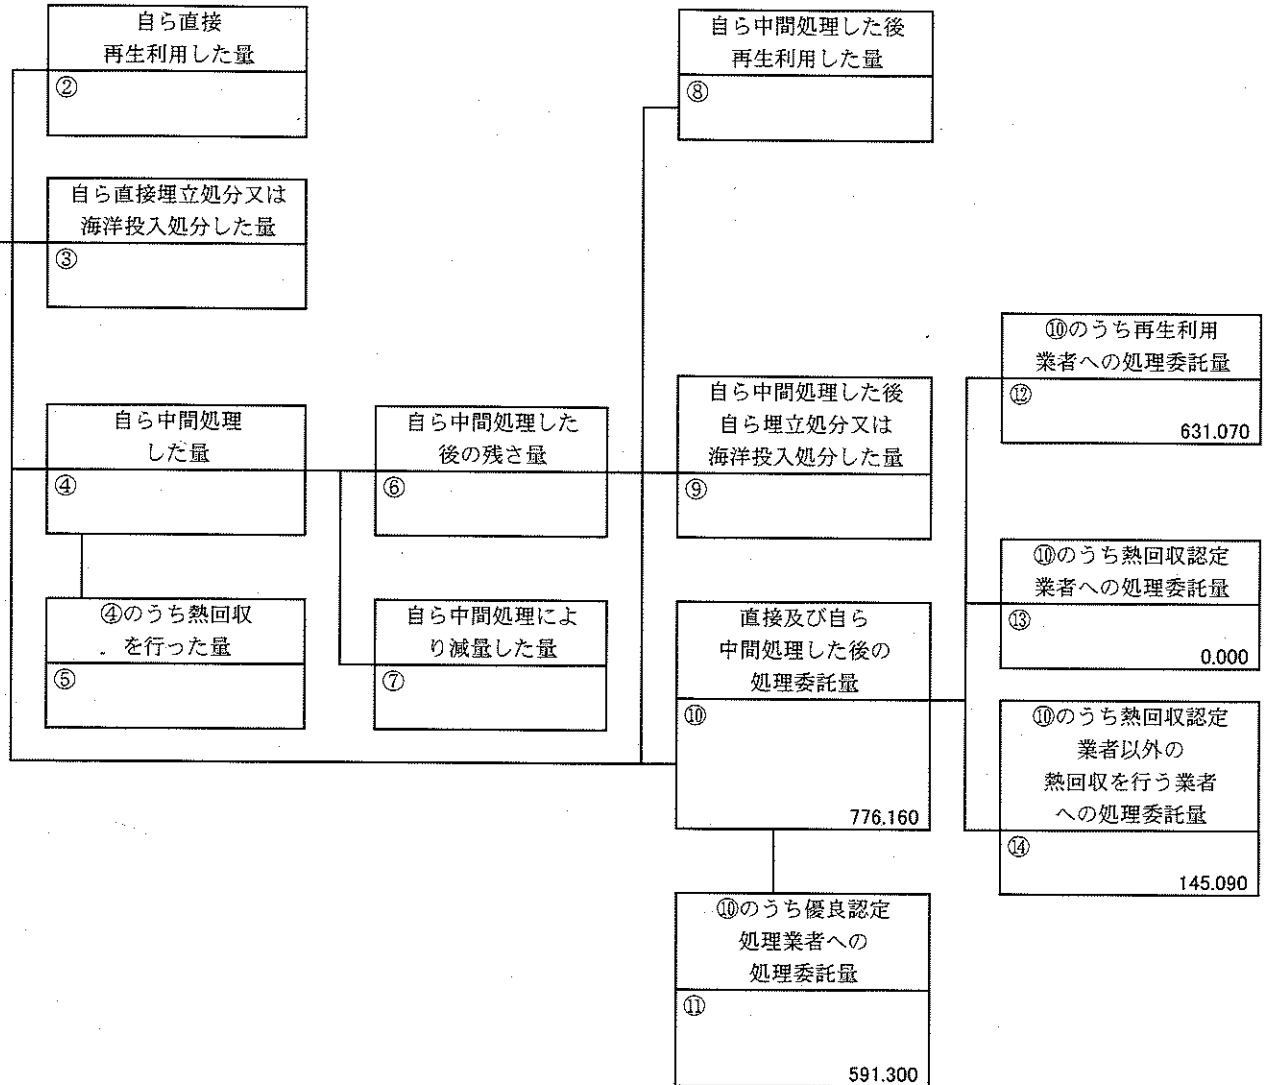 自ら直接
再生利用した量
②
自ら中間処理した後
再生利用した量
⑧
自ら直接埋立処分又は
海洋投入処分した量
③
⑩のうち再生利用
業者への処理委託量
⑫
631.070
自ら中間処理
した量
④
自ら中間処理した
後の残さ量
⑥
自ら中間処理した後
自ら埋立処分又は
海洋投入処分した量
⑨
⑩のうち熱回収認定
業者への処理委託量
⑬
0.000
④のうち熱回収
を行った量
⑤
自ら中間処理によ
り減量した量
⑦
直接及び自ら
中間処理した後の
処理委託量
⑩
776.160
⑩のうち熱回収認定
業者以外の
熱回収を行う業者
への処理委託量
⑭
145.090
⑩のうち優良認定
処理業者への
処理委託量
⑪
591.300